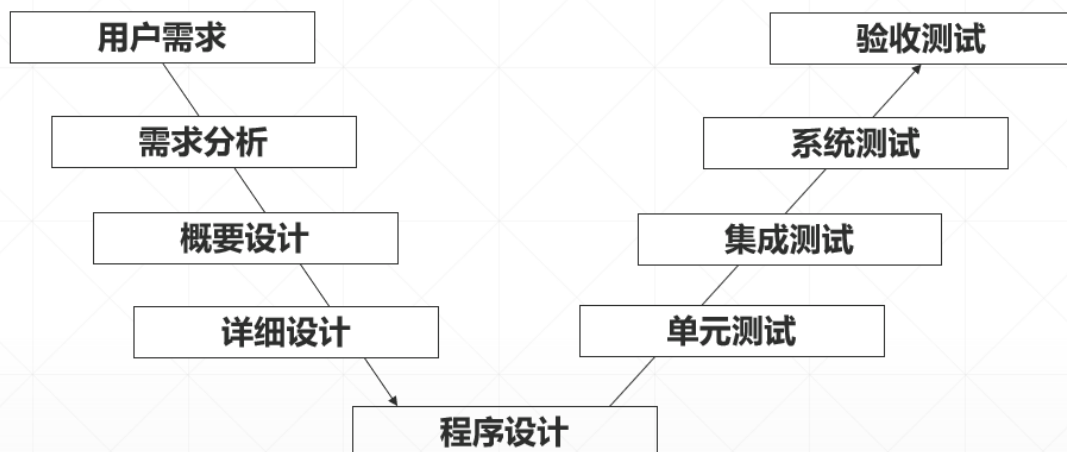 用户需求
验收测试
需求分析
系统测试
概要设计
集成测试
详细设计
单元测试
程序设计